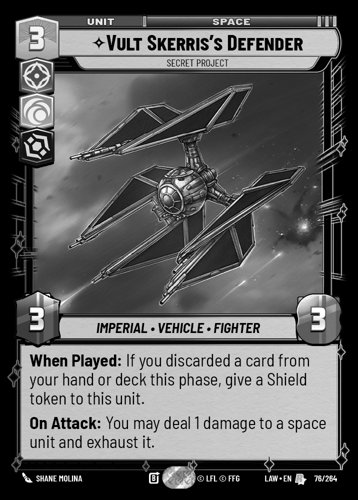 UNIT
SPACE
3
✧VULT SKERRIS'S DEFENDER
SECRET PROJECT
3
3
IMPERIAL • VEHICLE • FIGHTER
When Played: If you discarded a card from
your hand or deck this phase, give a Shield
token to this unit.
On Attack: You may deal 1 damage to a space
unit and exhaust it.
SHANE MOLINA
© LFL © FFG
LAW • EN
76/264